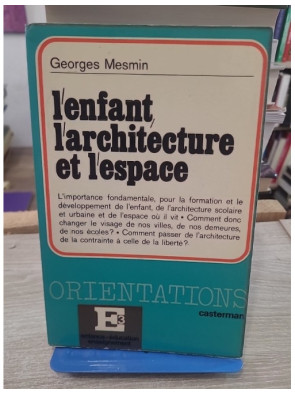 Georges Mesmin
l'enfant,
l'architecture
et l'espace
L'importance fondamentale, pour la formation et le
développement de l'enfant, de l'architecture scolaire
et urbaine et de l'espace où il vit • Comment donc
changer le visage de nos villes, de nos demeures,
de nos écoles? • Comment passer de l'architecture
de la contrainte à celle de la liberté?
ORIENTATIONS
casterman
E3